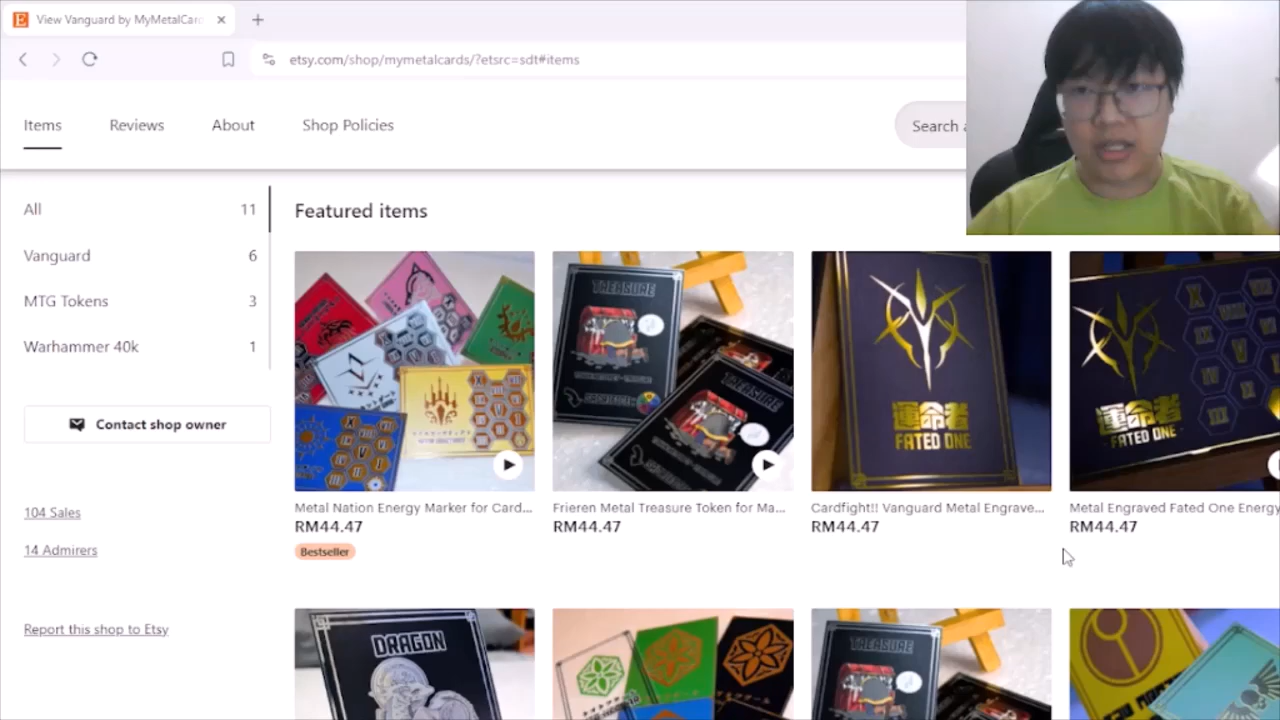 View Vanguard by MyMetalCar
etsy.com/shop/mymetalcards/?etsrc=sdt#items
Items
Reviews
About
Shop Policies
Search a
All
11
Vanguard
6
MTG Tokens
3
Warhammer 40k
1
Contact shop owner
104 Sales
14 Admirers
Report this shop to Etsy
Featured items
TREASURE
TREASURE
運命者
FATED ONE
運命者
FATED ONE
Metal Nation Energy Marker for Card...
RM44.47
Bestseller
Frieren Metal Treasure Token for Ma...
RM44.47
Cardfight!! Vanguard Metal Engrave...
RM44.47
Metal Engraved Fated One Energy
RM44.47
DRAGON
TREASURE